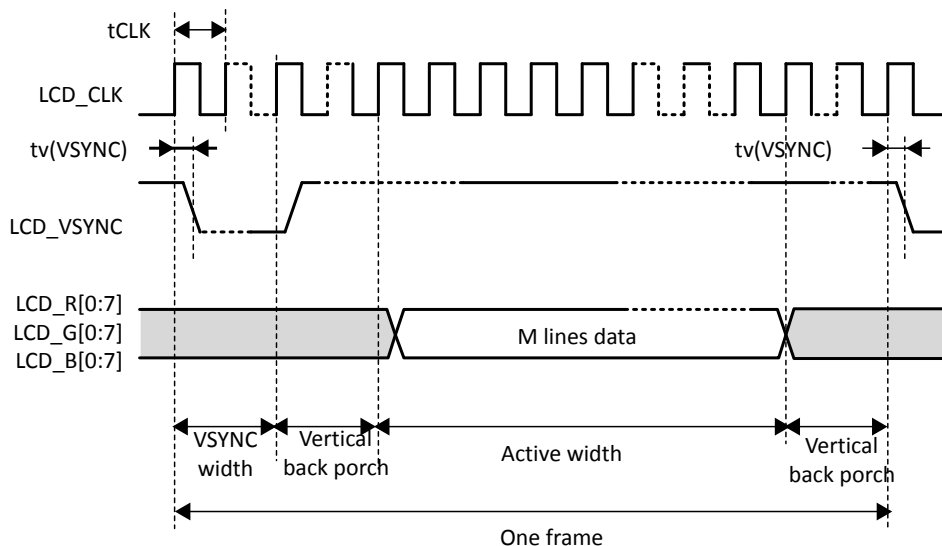 tCLK
LCD_CLK
tv(VSYNC)
tv(VSYNC)
LCD_VSYNC
LCD_R[0:7]
LCD_G[0:7]
M lines data
LCD_B[0:7]
VSYNC
width
Vertical
back porch
Active width
Vertical
back porch
One frame